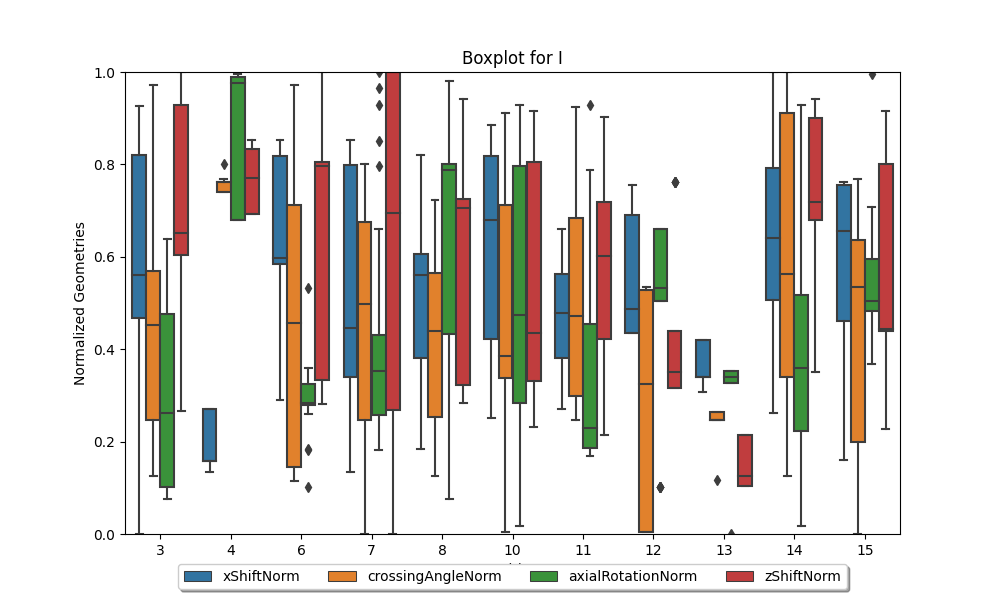 Boxplot for I
1.0
0.8
0.6
0.4
0.2
0.0
Normalized Geometries
3 4 6 7 8 10 11 12 13 14 15
xShiftNorm crossingAngleNorm axialRotationNorm zShiftNorm